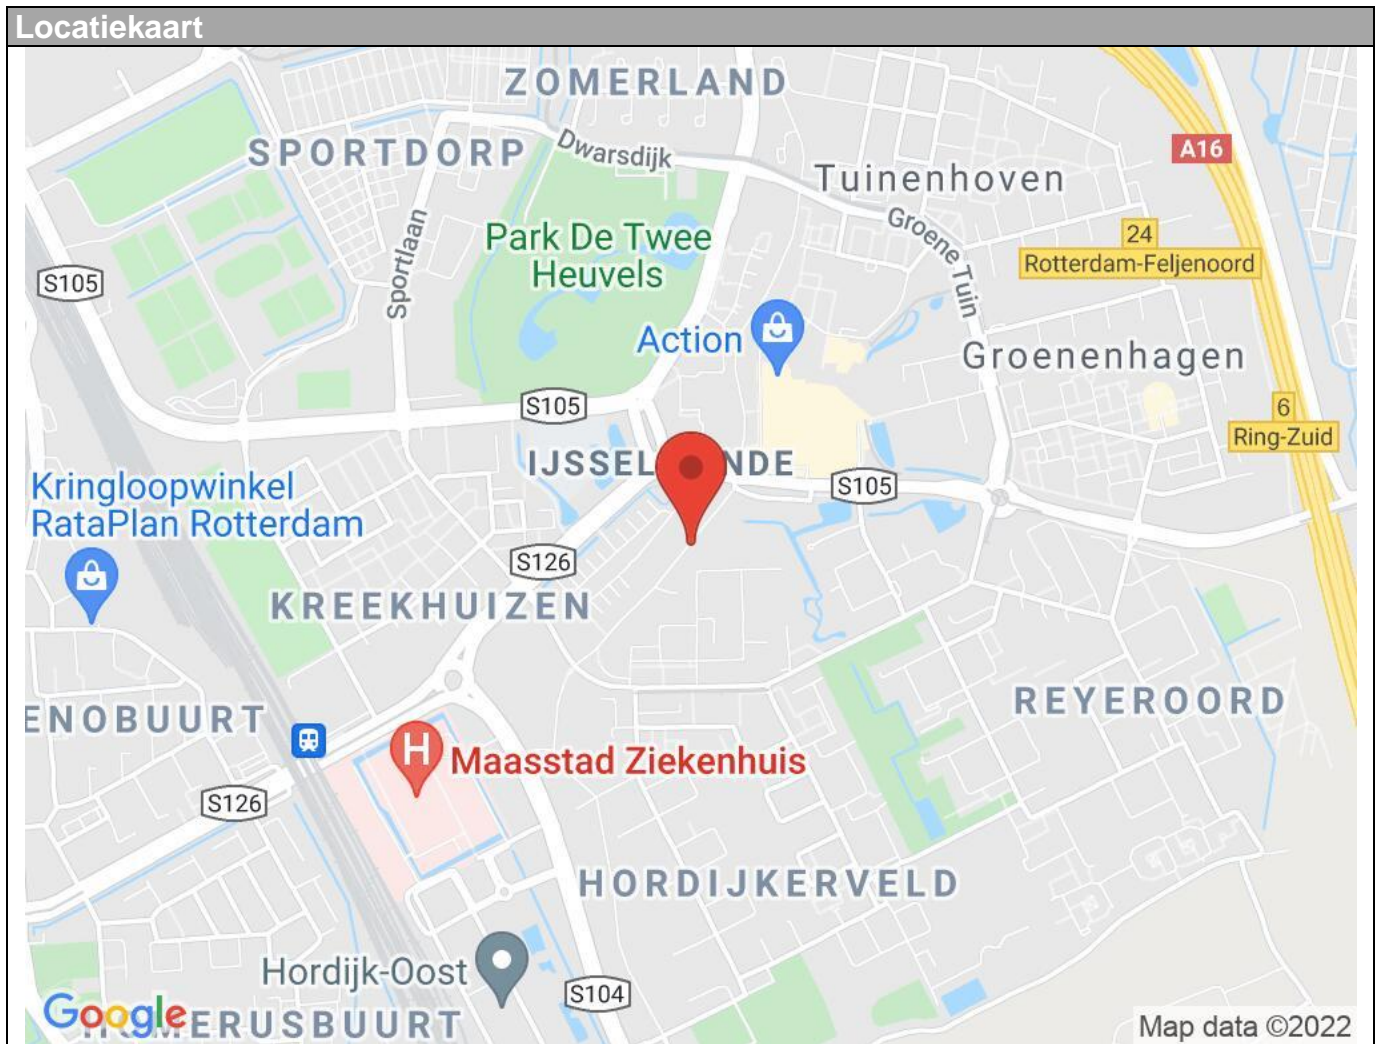 Locatiekaart
ZOMERLAND
SPORTDORP
Dwarsdijk
A16
Tuinenhoven
Sportlaan
Groene Tuin
Park De Twee
Heuvels
24
Rotterdam-Feljenoord
S105
Action
Groenenhagen
S105
6
Ring-Zuid
IJSSEL NDE
S105
Kringloopwinkel
RataPlan Rotterdam
S126
KREEKHUIZEN
REYEROORD
ENOBUURT
H
Maasstad Ziekenhuis
S126
HORDIJKERVELD
Hordijk-Oost
S104
Google
ERUSBUURT
Map data ©2022